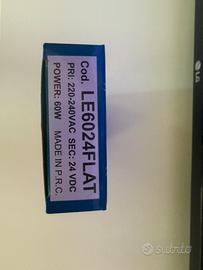 Cod. LE6024FLAT
PRI: 220-240VAC SEC: 24 VDC
POWER: 60W MADE IN P.R.C.
LG
subito